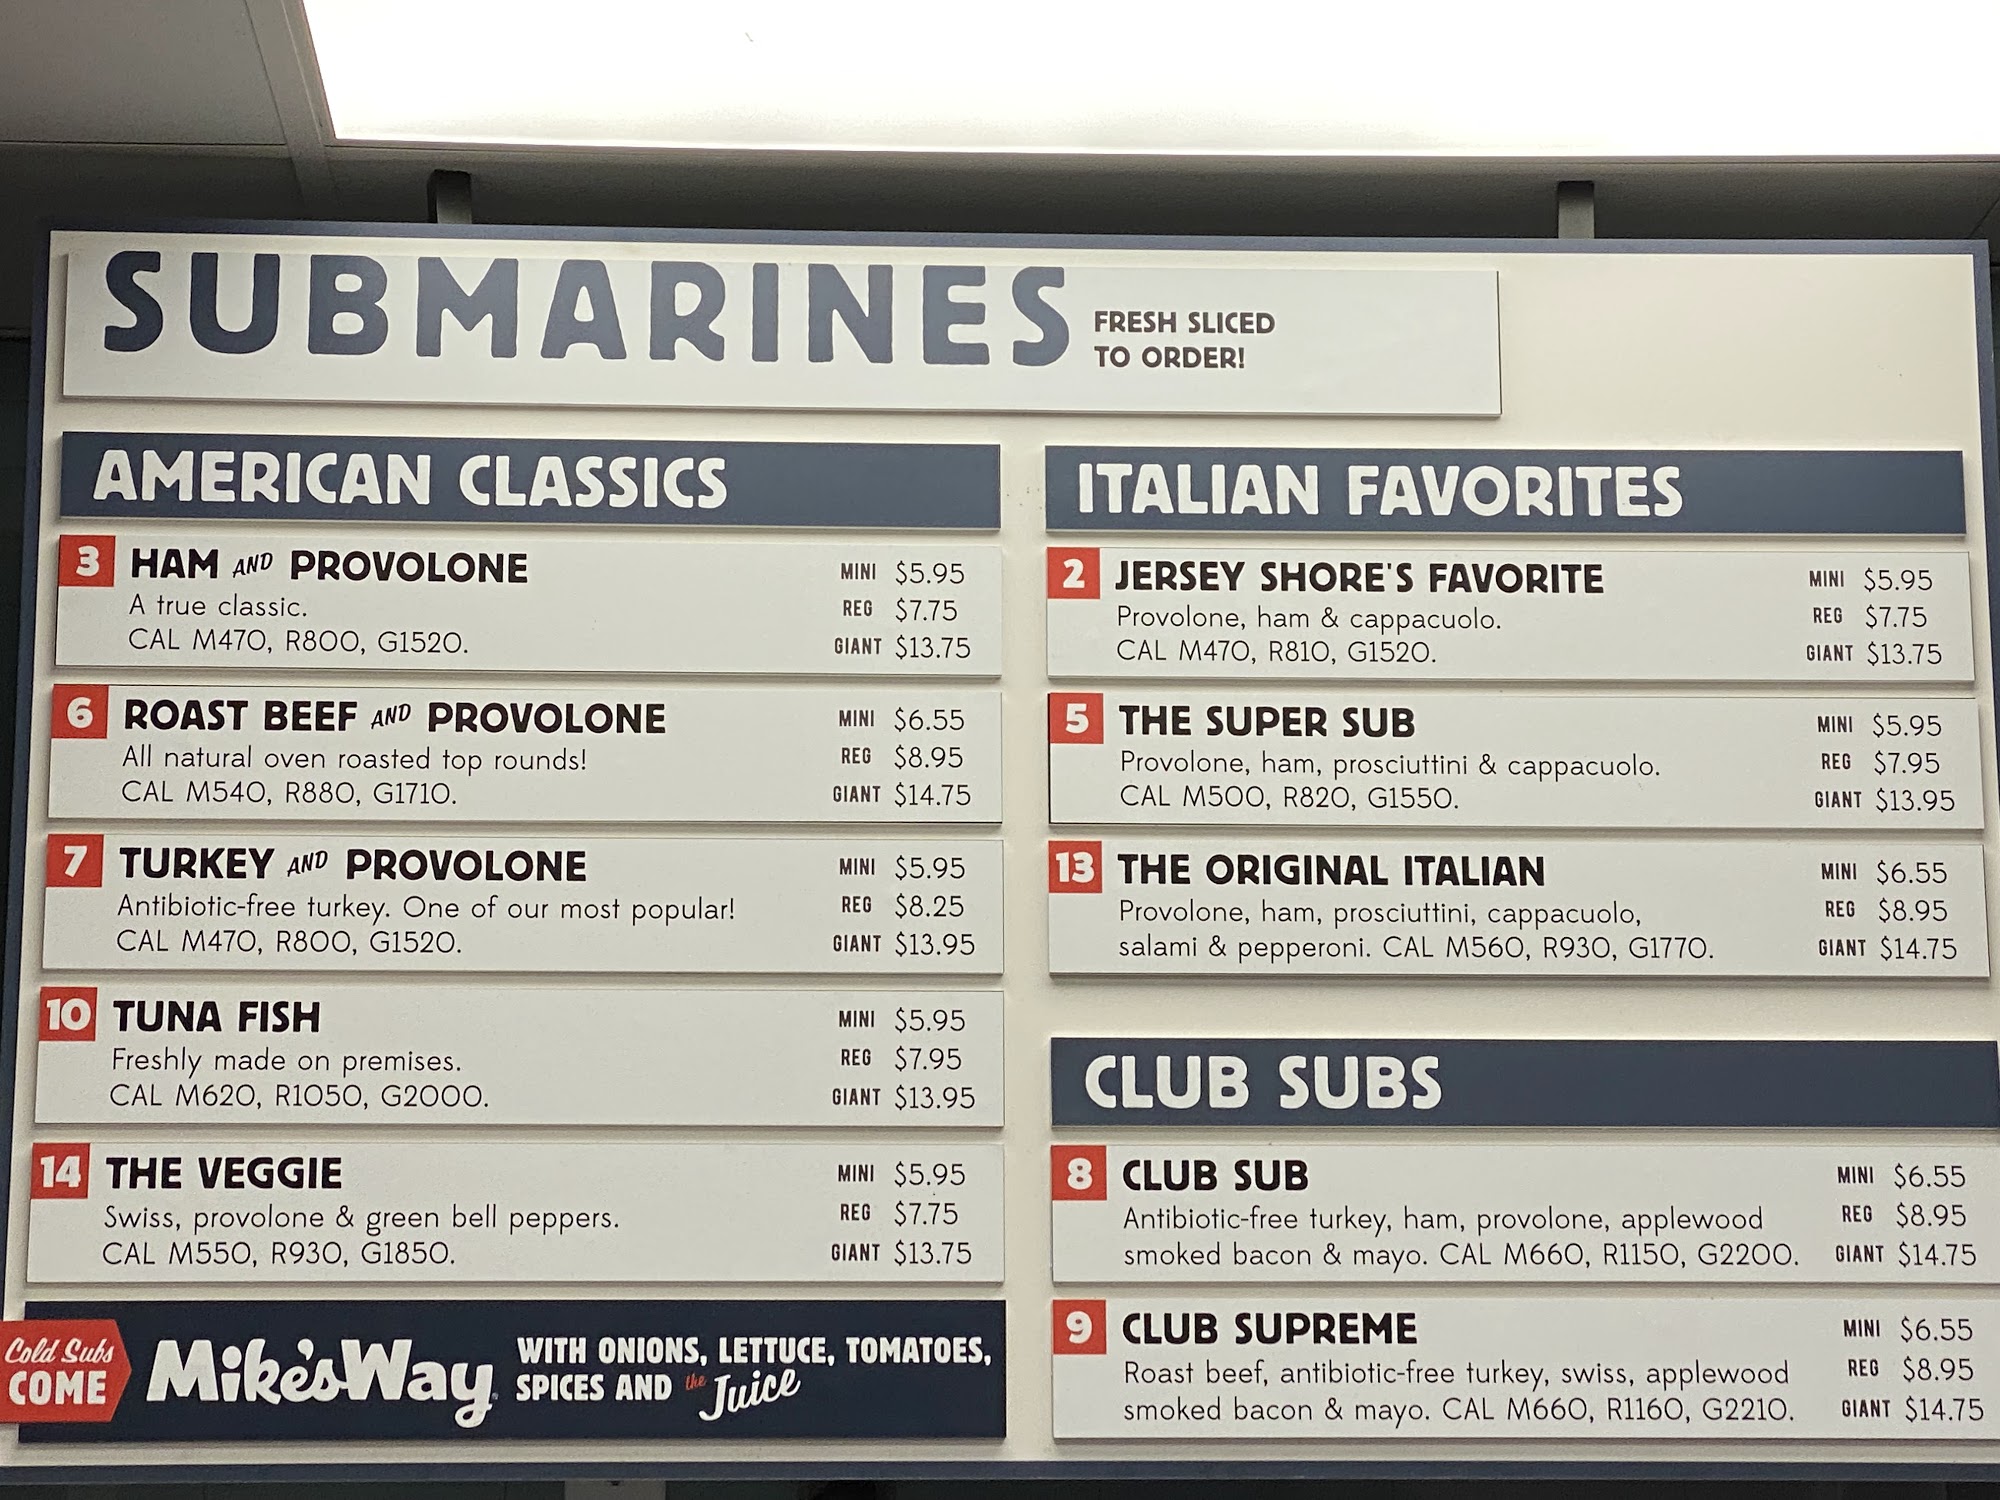 SUBMARINES
FRESH SLICED
TO ORDER!
AMERICAN CLASSICS
3 HAM AND PROVOLONE
A true classic.
CAL M470, R800, G1520.
MINI $5.95
REG $7.75
GIANT $13.75
6 ROAST BEEF AND PROVOLONE
All natural oven roasted top rounds!
CAL M540, R880, G1710.
MINI $6.55
REG $8.95
GIANT $14.75
7 TURKEY AND PROVOLONE
Antibiotic-free turkey. One of our most popular!
CAL M470, R800, G1520.
MINI $5.95
REG $8.25
GIANT $13.95
10 TUNA FISH
Freshly made on premises.
CAL M620, R1050, G2000.
MINI $5.95
REG $7.95
GIANT $13.95
14 THE VEGGIE
Swiss, provolone & green bell peppers.
CAL M550, R930, G1850.
MINI $5.95
REG $7.75
GIANT $13.75
Cold Subs
COME
Mike's Way
WITH ONIONS, LETTUCE, TOMATOES,
SPICES AND the Juice
ITALIAN FAVORITES
2 JERSEY SHORE'S FAVORITE
Provolone, ham & cappacuolo.
CAL M470, R810, G1520.
MINI $5.95
REG $7.75
GIANT $13.75
5 THE SUPER SUB
Provolone, ham, prosciuttini & cappacuolo.
CAL M500, R820, G1550.
MINI $5.95
REG $7.95
GIANT $13.95
13 THE ORIGINAL ITALIAN
Provolone, ham, prosciuttini, cappacuolo,
salami & pepperoni. CAL M560, R930, G1770.
MINI $6.55
REG $8.95
GIANT $14.75
CLUB SUBS
8 CLUB SUB
Antibiotic-free turkey, ham, provolone, applewood
smoked bacon & mayo. CAL M660, R1150, G2200.
MINI $6.55
REG $8.95
GIANT $14.75
9 CLUB SUPREME
Roast beef, antibiotic-free turkey, swiss, applewood
smoked bacon & mayo. CAL M660, R1160, G2210.
MINI $6.55
REG $8.95
GIANT $14.75